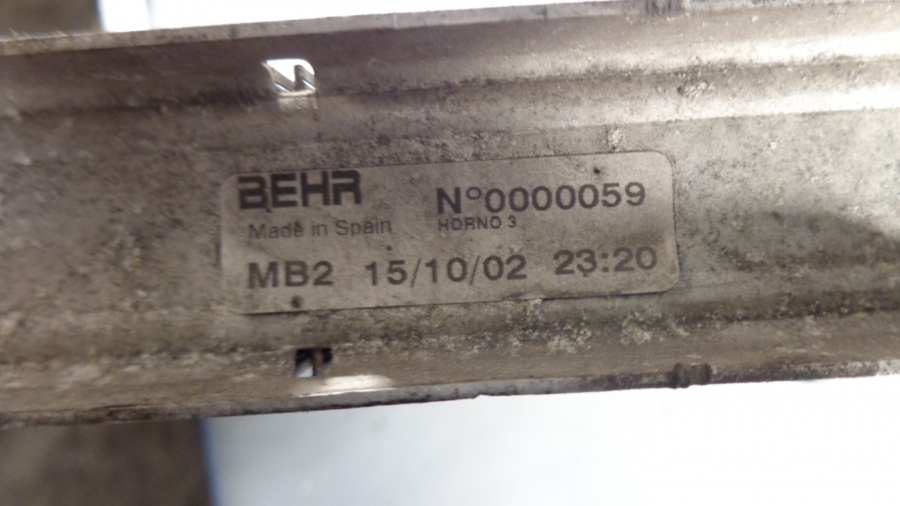 BEHR N°0000059
Made in Spain HORNO 3
MB2 15/10/02 23:20